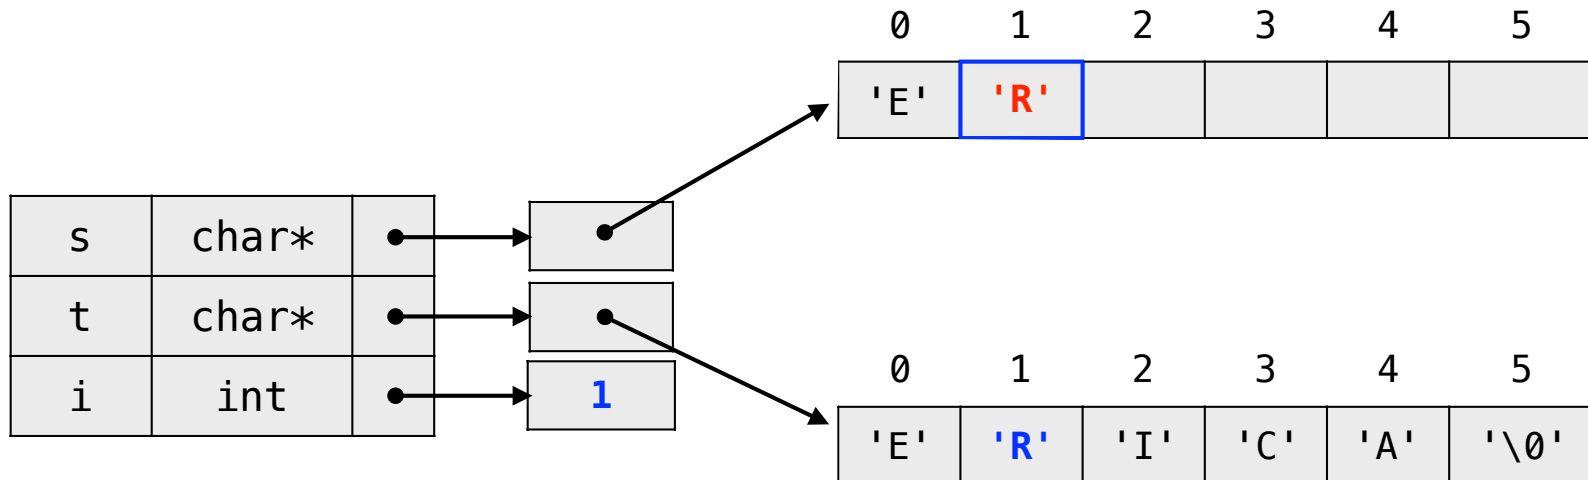 0 1 2 3 4 5
'E' 'R'
s char*
t char*
i int 1
0 1 2 3 4 5
'E' 'R' 'I' 'C' 'A' '\0'